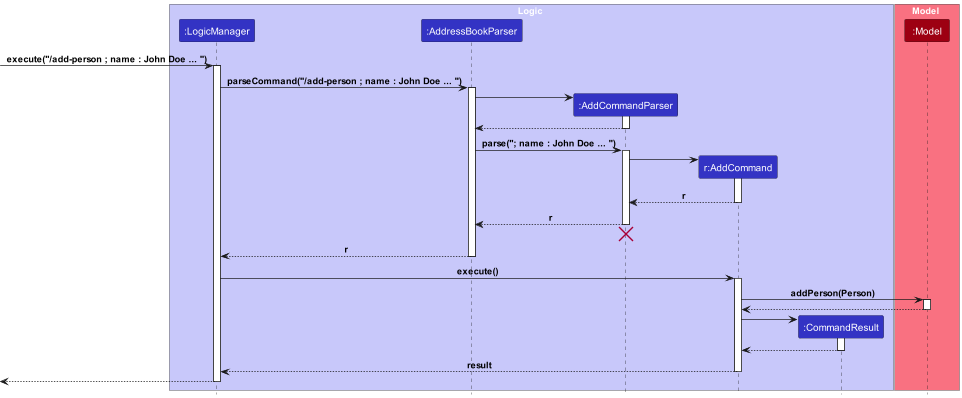 Logic
Model
:LogicManager
:AddressBookParser
:Model
execute("/add-person ; name : John Doe ... ")
parseCommand("/add-person ; name : John Doe ... ")
:AddCommandParser
parse("; name : John Doe ... ")
r:AddCommand
r
r
r
execute()
addPerson(Person)
:CommandResult
result